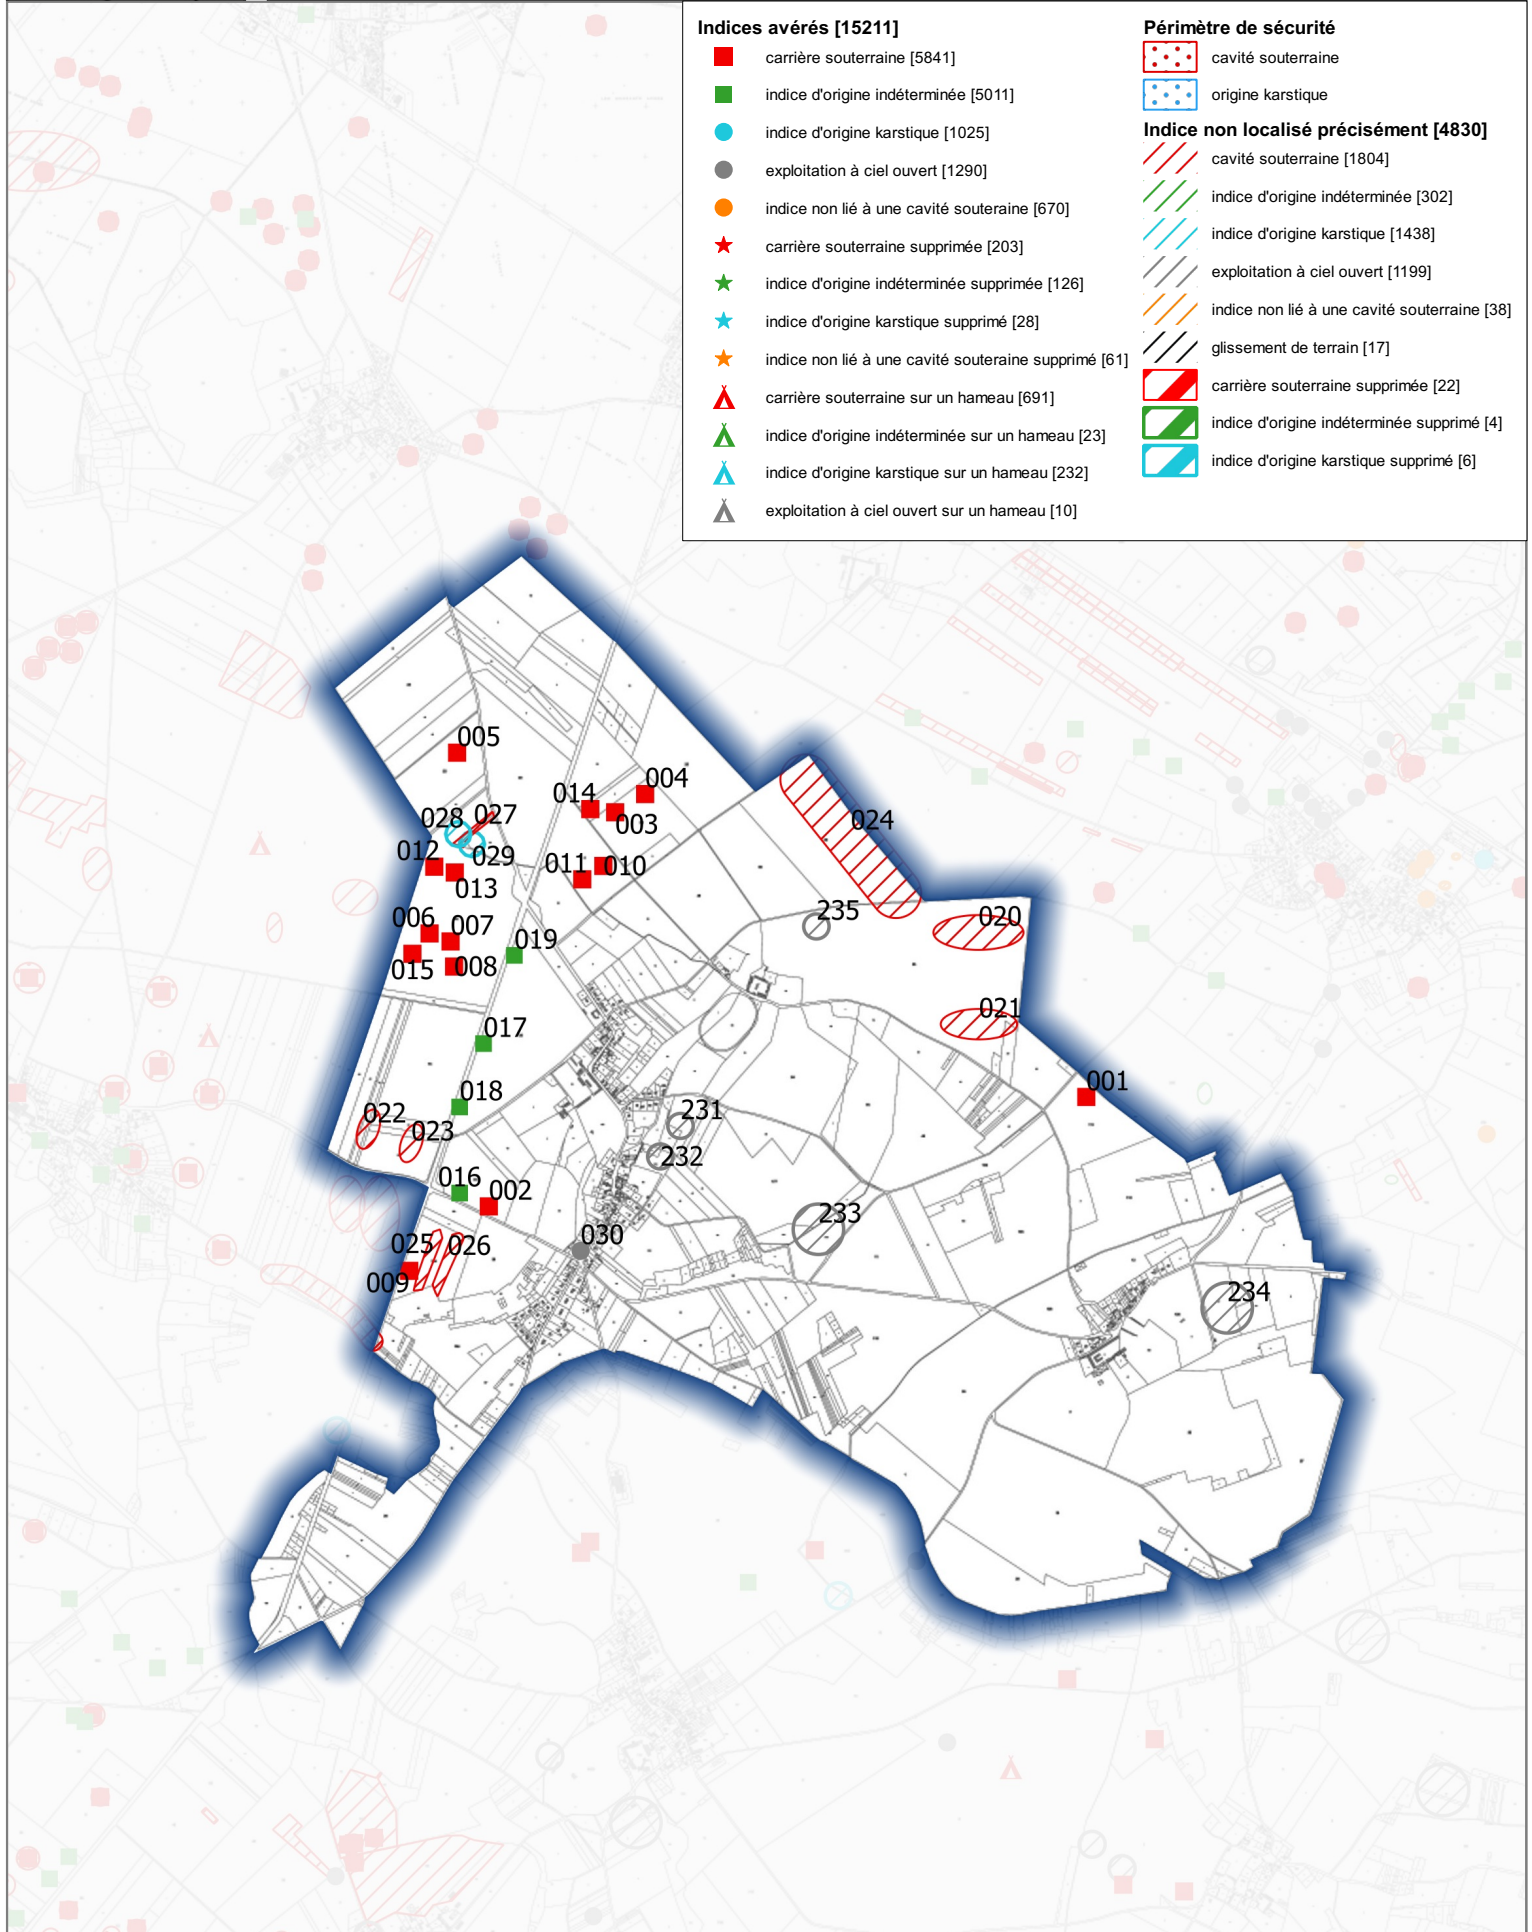 Indices avérés [15211]
carrière souterraine [5841]
indice d'origine indéterminée [5011]
indice d'origine karstique [1025]
exploitation à ciel ouvert [1290]
indice non lié à une cavité souteraine [670]
carrière souterraine supprimée [203]
indice d'origine indéterminée supprimée [126]
indice d'origine karstique supprimé [28]
indice non lié à une cavité souteraine supprimé [61]
carrière souterraine sur un hameau [691]
indice d'origine indéterminée sur un hameau [23]
indice d'origine karstique sur un hameau [232]
exploitation à ciel ouvert sur un hameau [10]
Périmètre de sécurité
cavité souterraine
origine karstique
Indice non localisé précisément [4830]
cavité souterraine [1804]
indice d'origine indéterminée [302]
indice d'origine karstique [1438]
exploitation à ciel ouvert [1199]
indice non lié à une cavité souterraine [38]
glissement de terrain [17]
carrière souterraine supprimée [22]
indice d'origine indéterminée supprimé [4]
indice d'origine karstique supprimé [6]
005
004
014
003
027
028
024
029
012
011
010
013
235
020
006
007
019
015
008
021
017
001
018
022
023
231
232
016
002
233
030
025
026
009
234